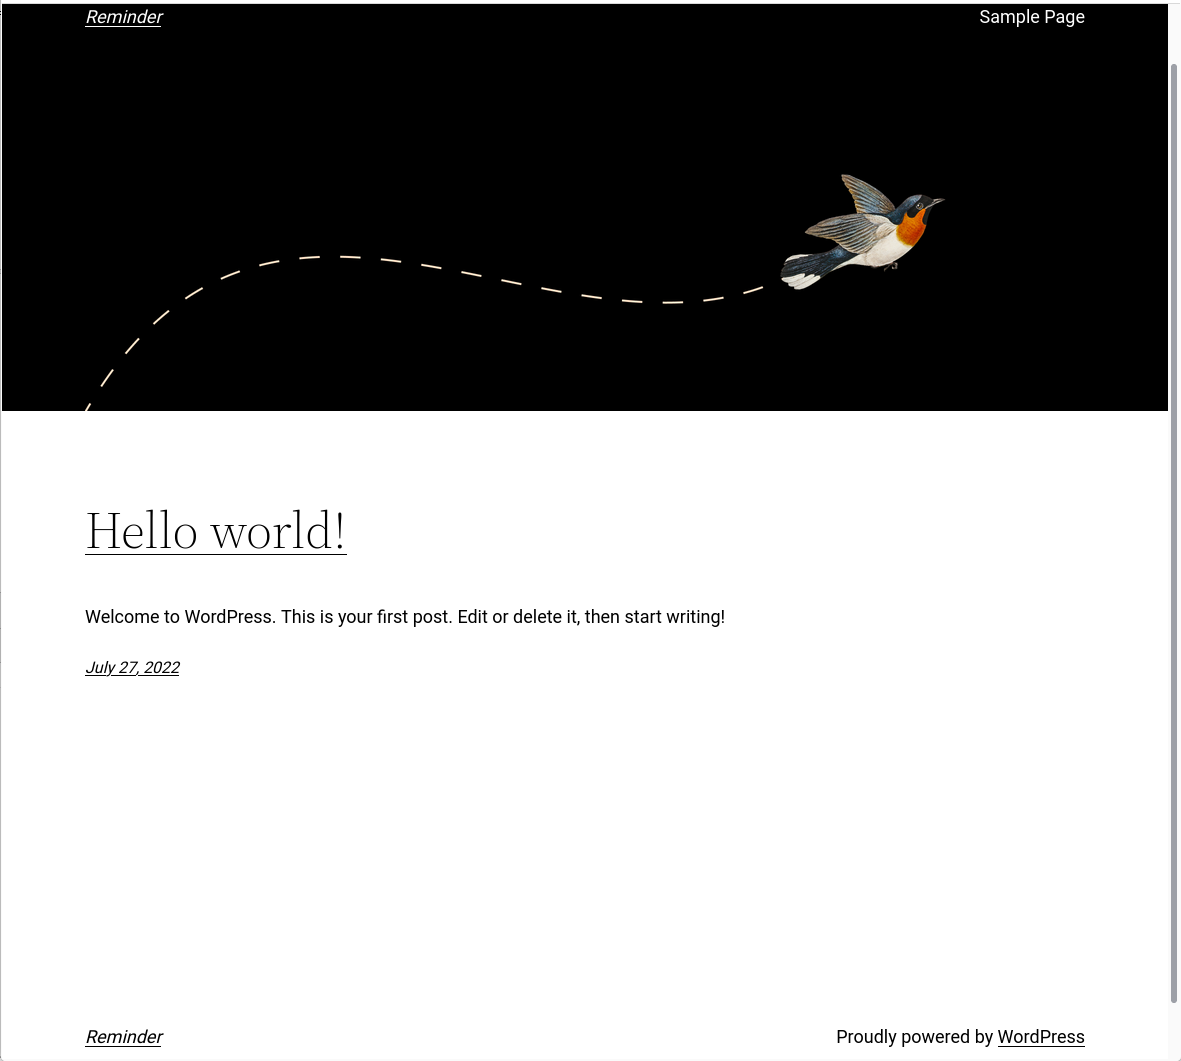 Reminder
Sample Page
Hello world!
Welcome to WordPress. This is your first post. Edit or delete it, then start writing!
July 27, 2022
Reminder
Proudly powered by WordPress